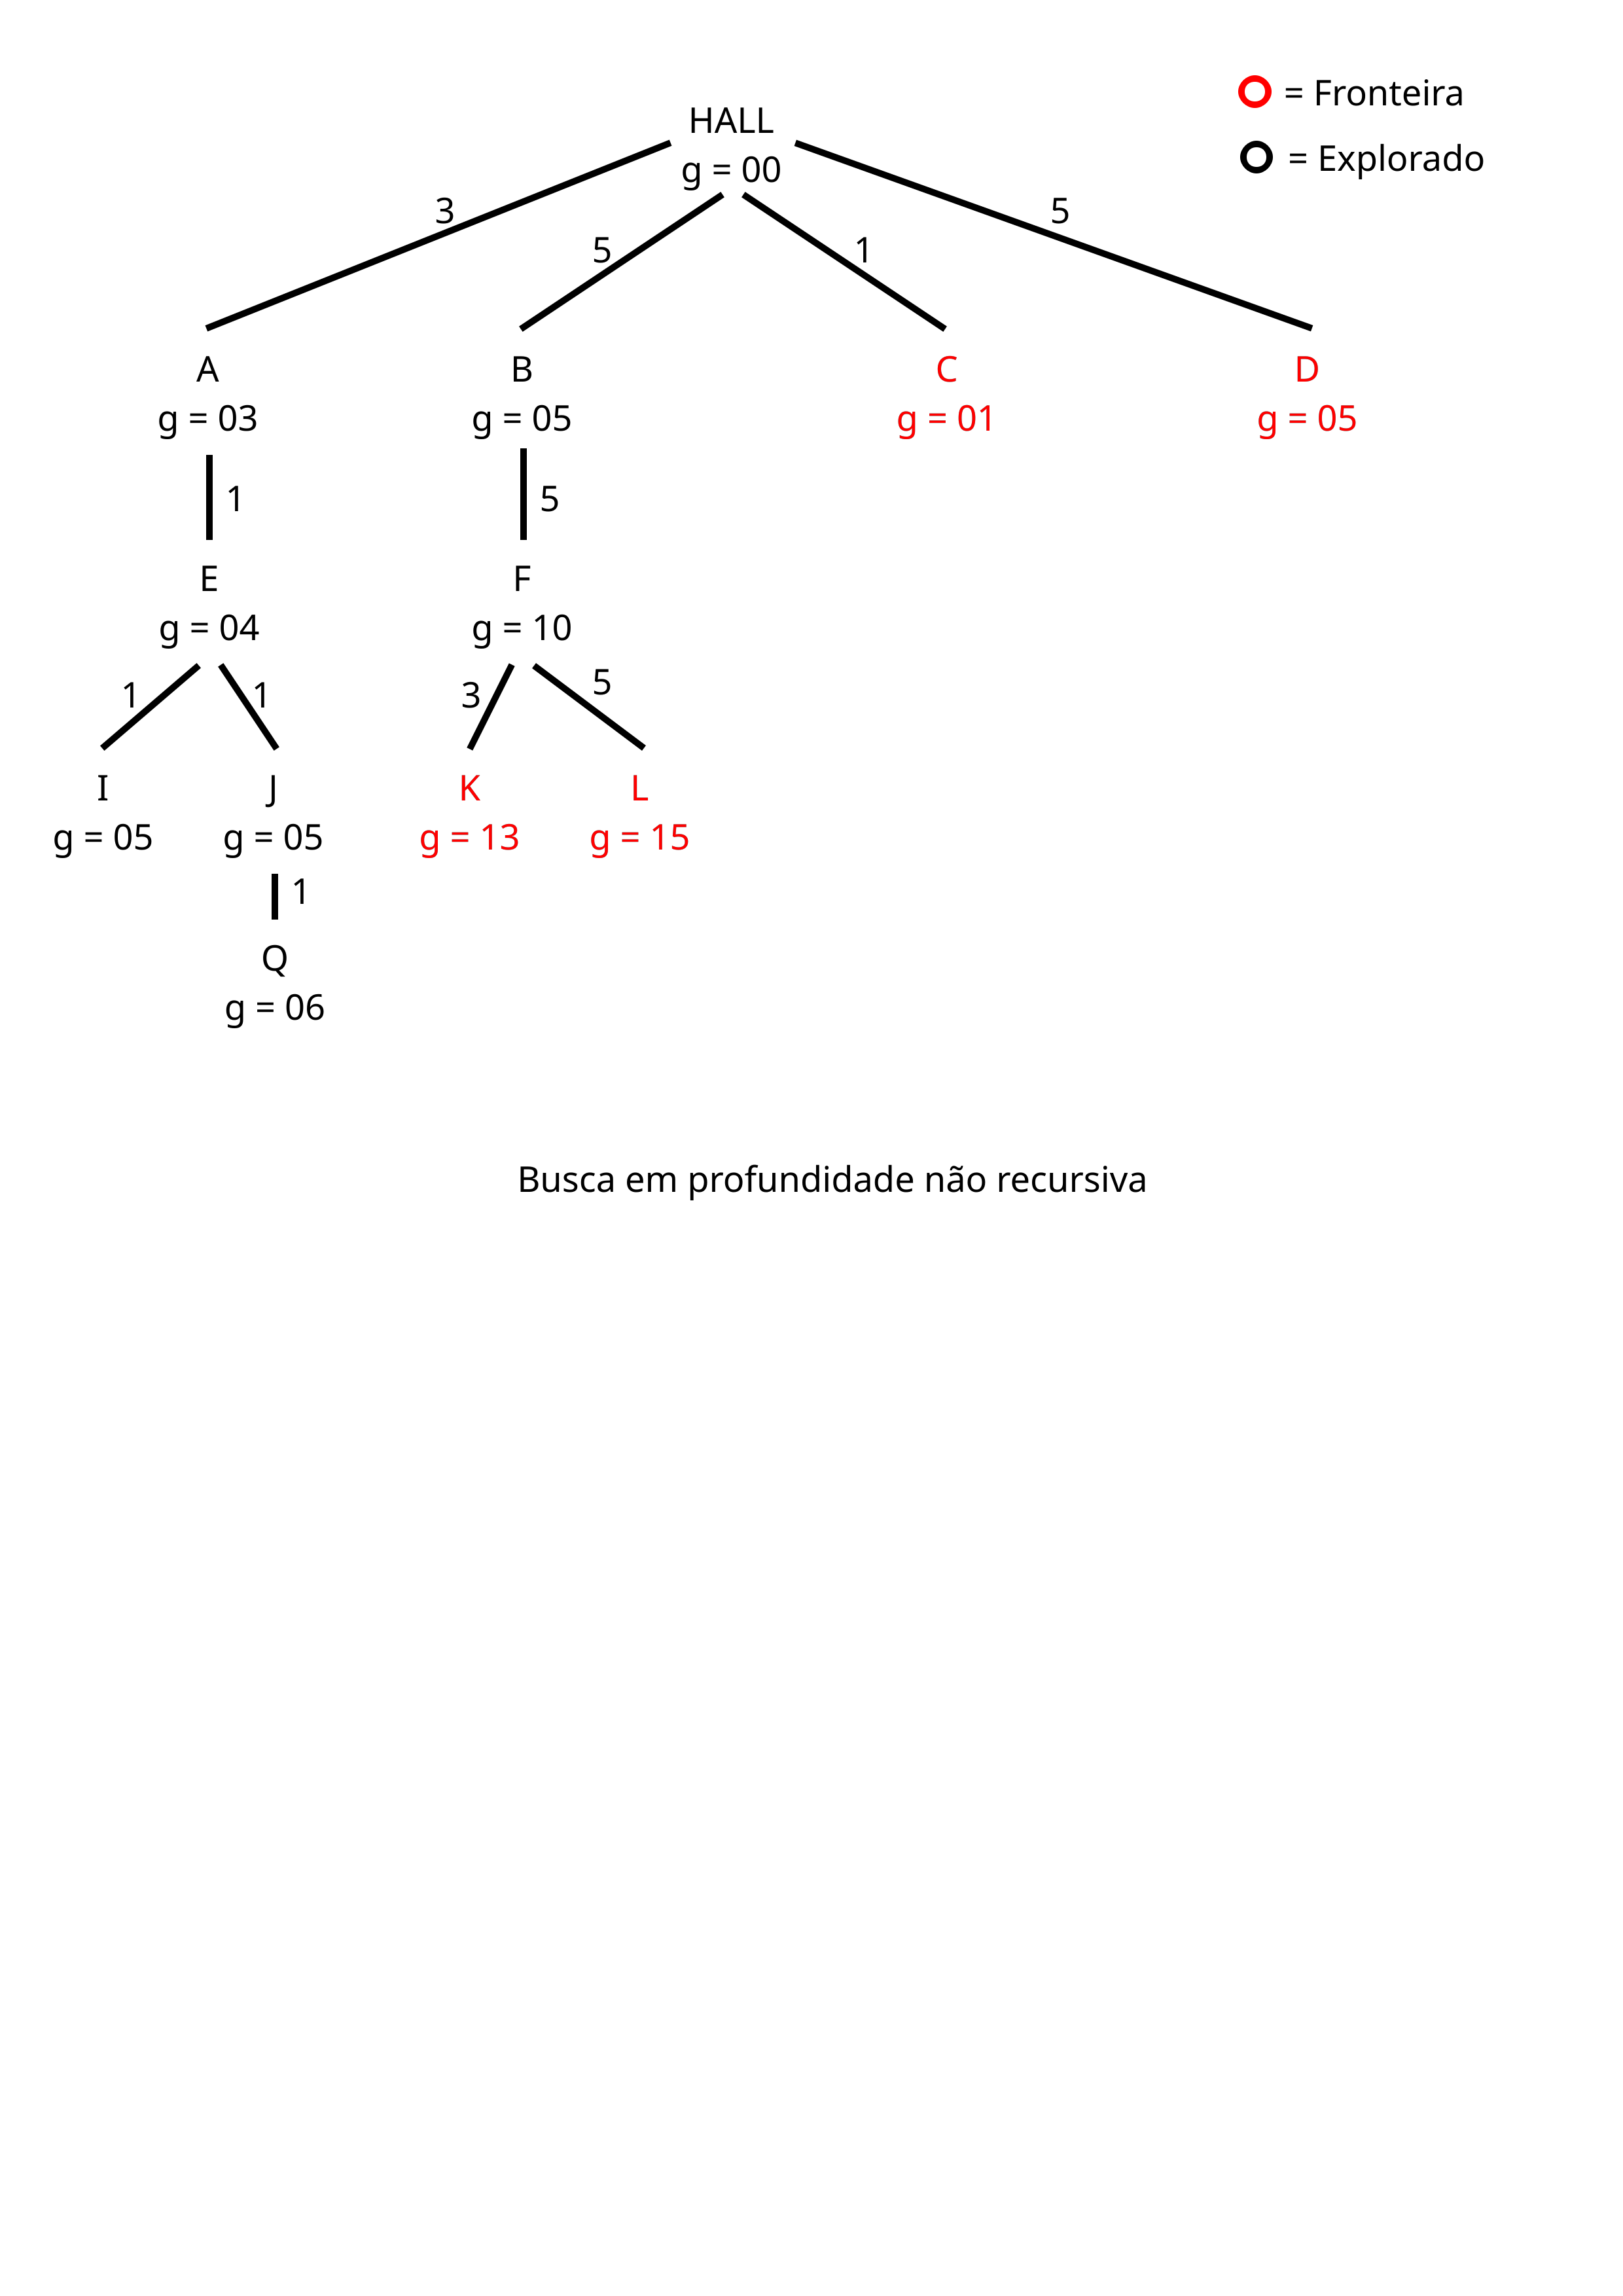 = Fronteira
HALL
= Explorado
g = 00
3
5
5
1
A
B
C
D
g = 03
g = 05
g = 01
g = 05
1
5
E
F
g = 04
g = 10
1
1
3
5
I
J
K
L
g = 05
g = 05
g = 13
g = 15
1
Q
g = 06
Busca em profundidade não recursiva